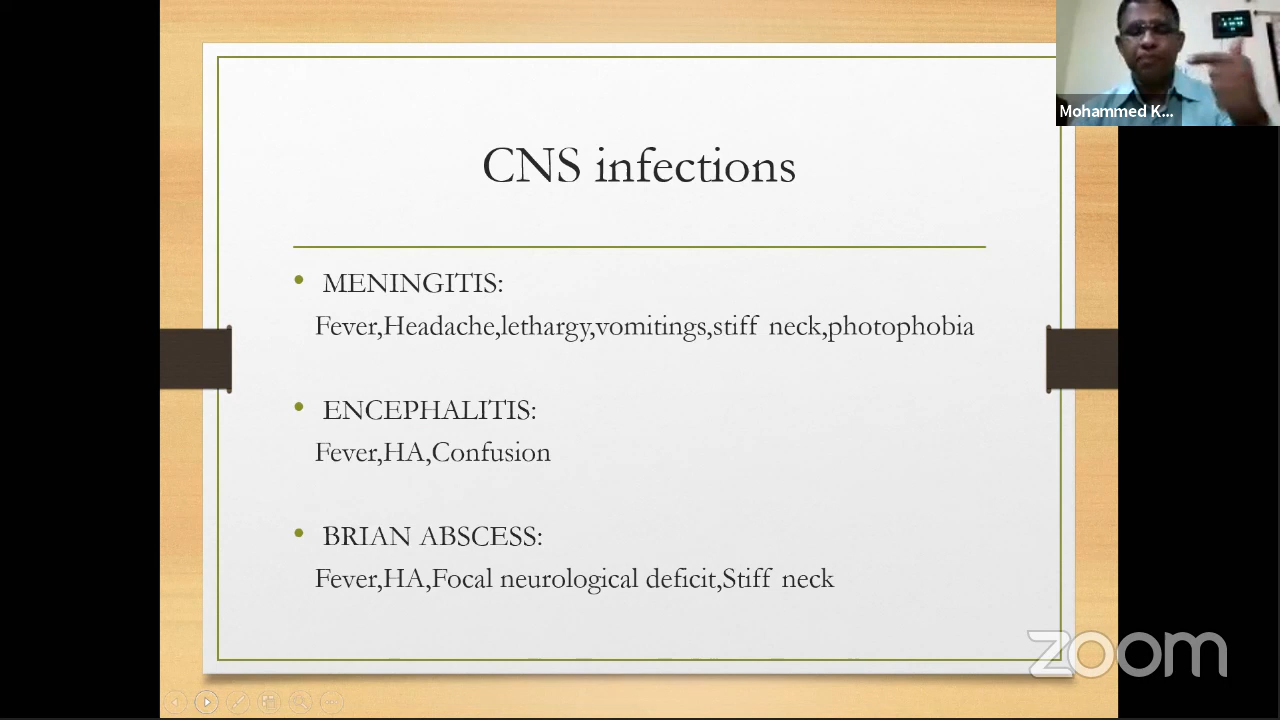 Mohammed K...
CNS infections
• MENINGITIS:
Fever,Headache,lethargy,vomitings,stiff neck,photophobia
• ENCEPHALITIS:
Fever,HA,Confusion
• BRIAN ABSCESS:
Fever,HA,Focal neurological deficit,Stiff neck
zoom